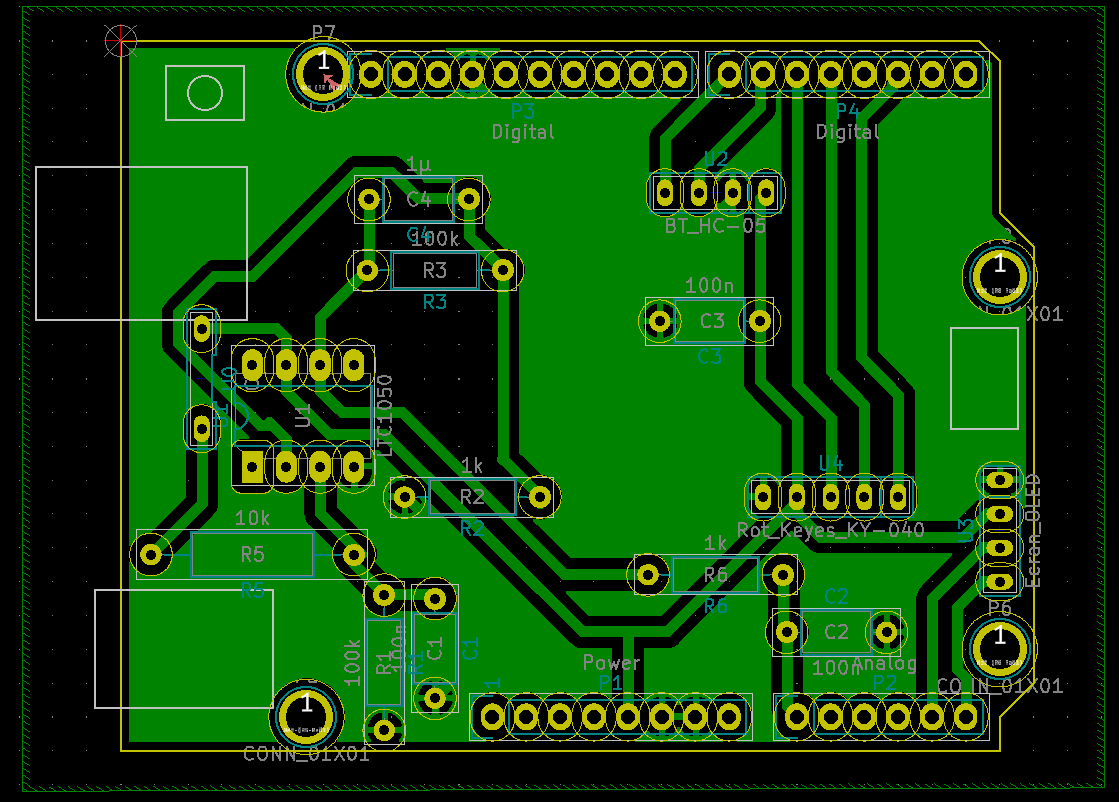 P7
1
P3
Digital
P4
Digital
U2
BT_HC-05
1µ
C4
C4
100k
R3
R3
1
01X01
100n
C3
C3
U1
LTC1050
1k
R2
R2
U4
Rot_Keyes_KY-040
U3
Ecran_OLED
10k
R5
R5
1k
R6
R6
C2
C2
100n
Analog
P6
1
CONN_01X01
100k
R1
R1
100n
C1
C1
Power
P1
1
P2
1
CONN_01X01